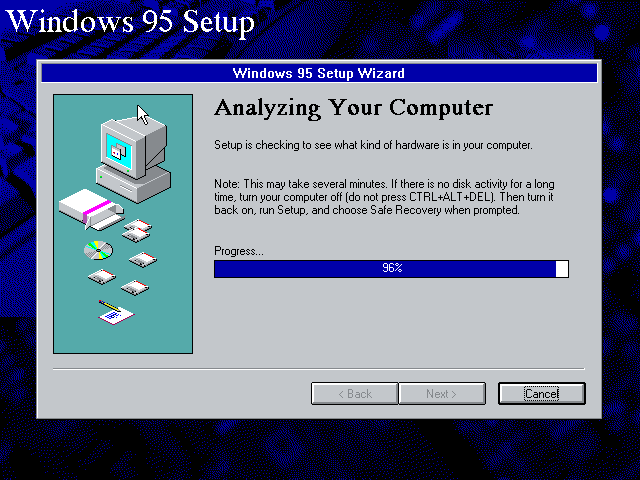 Windows 95 Setup
Windows 95 Setup Wizard
Analyzing Your Computer
Setup is checking to see what kind of hardware is in your computer.
Note: This may take several minutes. If there is no disk activity for a long
time, turn your computer off (do not press CTRL+ALT+DEL). Then turn it
back on, run Setup, and choose Safe Recovery when prompted.
Progress...
96%
< Back
Next >
Cancel